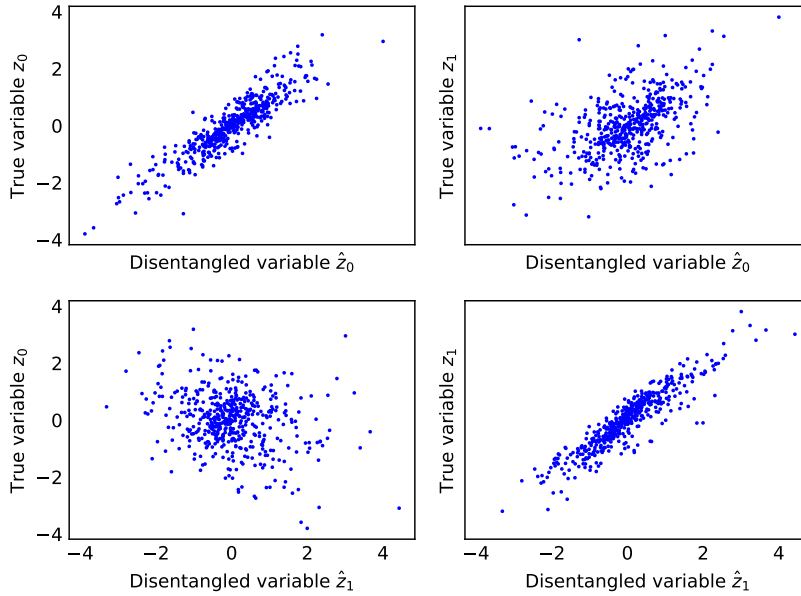 4
2
0
−2
−4
True variable z₀
Disentangled variable ẑ₀
True variable z₁
Disentangled variable ẑ₀
4
2
0
−2
−4
True variable z₀
−4 −2 0 2 4
Disentangled variable ẑ₁
True variable z₁
−4 −2 0 2 4
Disentangled variable ẑ₁